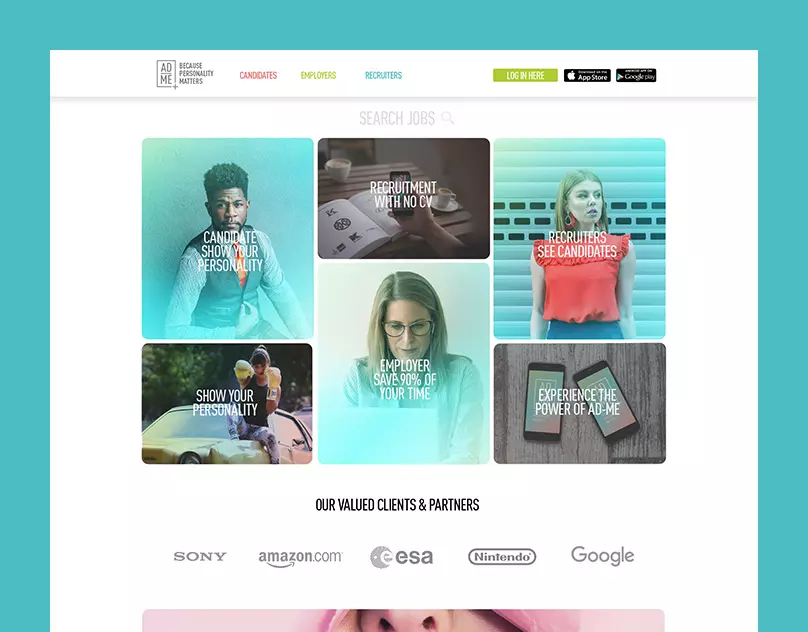 AD
ME
BECAUSE
PERSONALITY
MATTERS
CANDIDATES
EMPLOYERS
RECRUITERS
LOG IN HERE
Download on the
App Store
ANDROID APP ON
Google play
SEARCH JOBS
CANDIDATE
SHOW YOUR
PERSONALITY
RECRUITMENT
WITH NO CV
RECRUITERS
SEE CANDIDATES
EMPLOYER
SAVE 90% OF
YOUR TIME
SHOW YOUR
PERSONALITY
EXPERIENCE THE
POWER OF AD-ME
OUR VALUED CLIENTS & PARTNERS
SONY
amazon.com
esa
Nintendo
Google